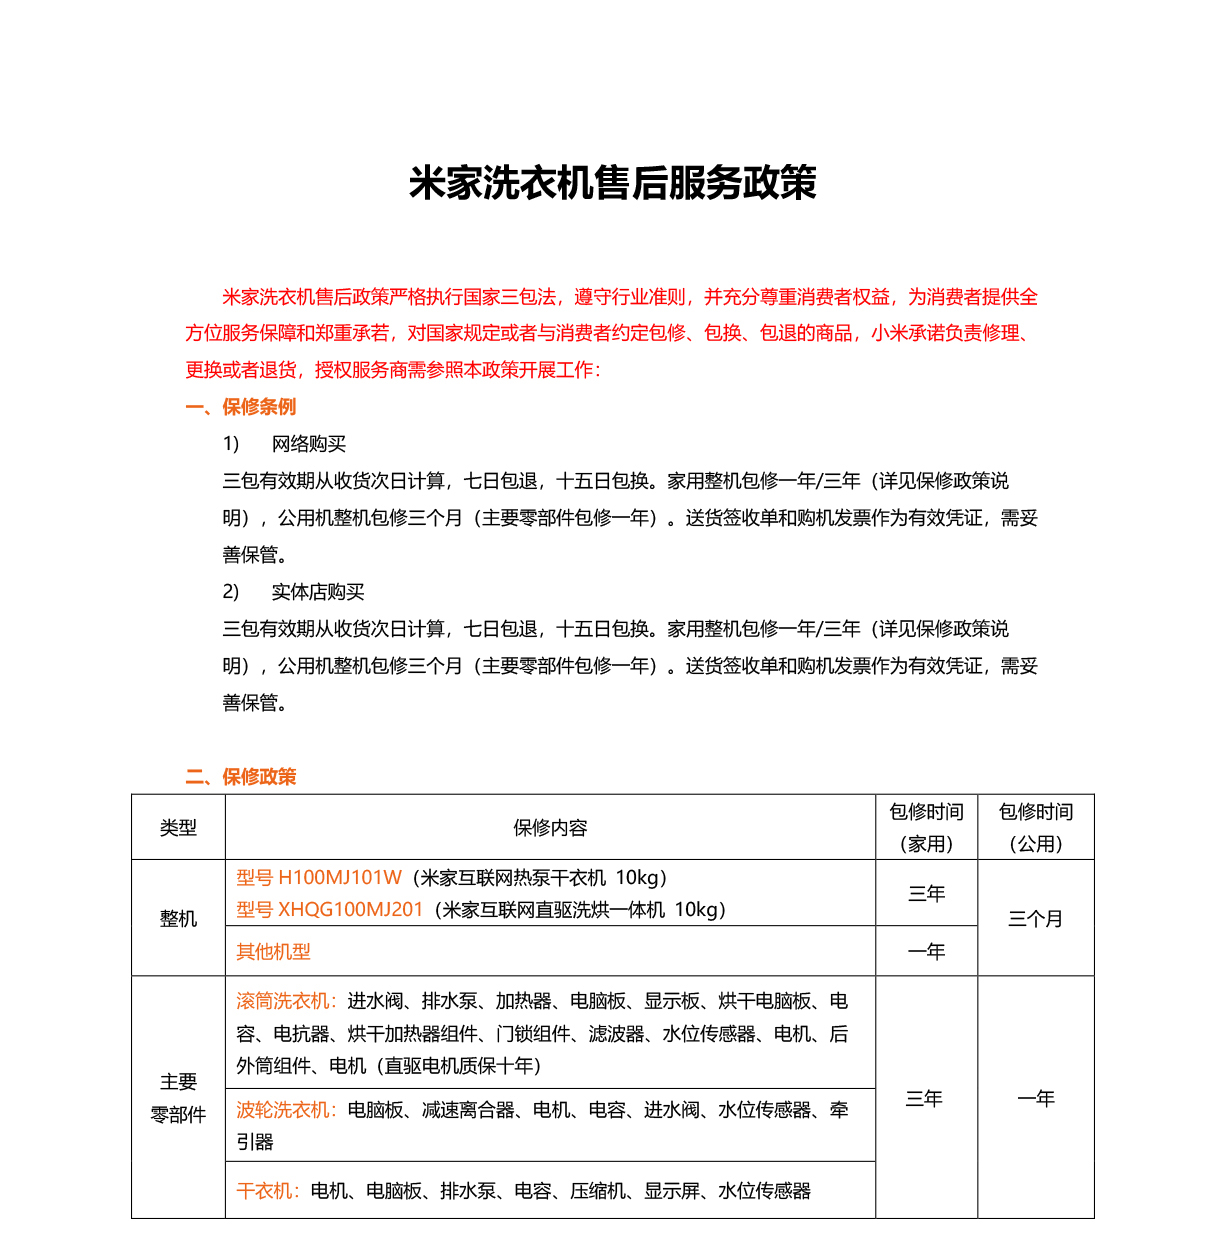 米家洗衣机售后服务政策
米家洗衣机售后政策严格执行国家三包法，遵守行业准则，并充分尊重消费者权益，为消费者提供全
方位服务保障和郑重承若，对国家规定或者与消费者约定包修、包换、包退的商品，小米承诺负责修理、
更换或者退货，授权服务商需参照本政策开展工作：
一、保修条例
1) 网络购买
三包有效期从收货次日计算，七日包退，十五日包换。家用整机包修一年/三年（详见保修政策说
明），公用机整机包修三个月（主要零部件包修一年）。送货签收单和购机发票作为有效凭证，需妥
善保管。
2) 实体店购买
三包有效期从收货次日计算，七日包退，十五日包换。家用整机包修一年/三年（详见保修政策说
明），公用机整机包修三个月（主要零部件包修一年）。送货签收单和购机发票作为有效凭证，需妥
善保管。
二、保修政策
类型
保修内容
包修时间
（家用）
包修时间
（公用）
整机
型号 H100MJ101W（米家互联网热泵干衣机 10kg）
型号 XHQG100MJ201（米家互联网直驱洗烘一体机 10kg）
三年
三个月
其他机型
一年
主要
零部件
滚筒洗衣机：进水阀、排水泵、加热器、电脑板、显示板、烘干电脑板、电
容、电抗器、烘干加热器组件、门锁组件、滤波器、水位传感器、电机、后
外筒组件、电机（直驱电机质保十年）
三年
一年
波轮洗衣机：电脑板、减速离合器、电机、电容、进水阀、水位传感器、牵
引器
干衣机：电机、电脑板、排水泵、电容、压缩机、显示屏、水位传感器